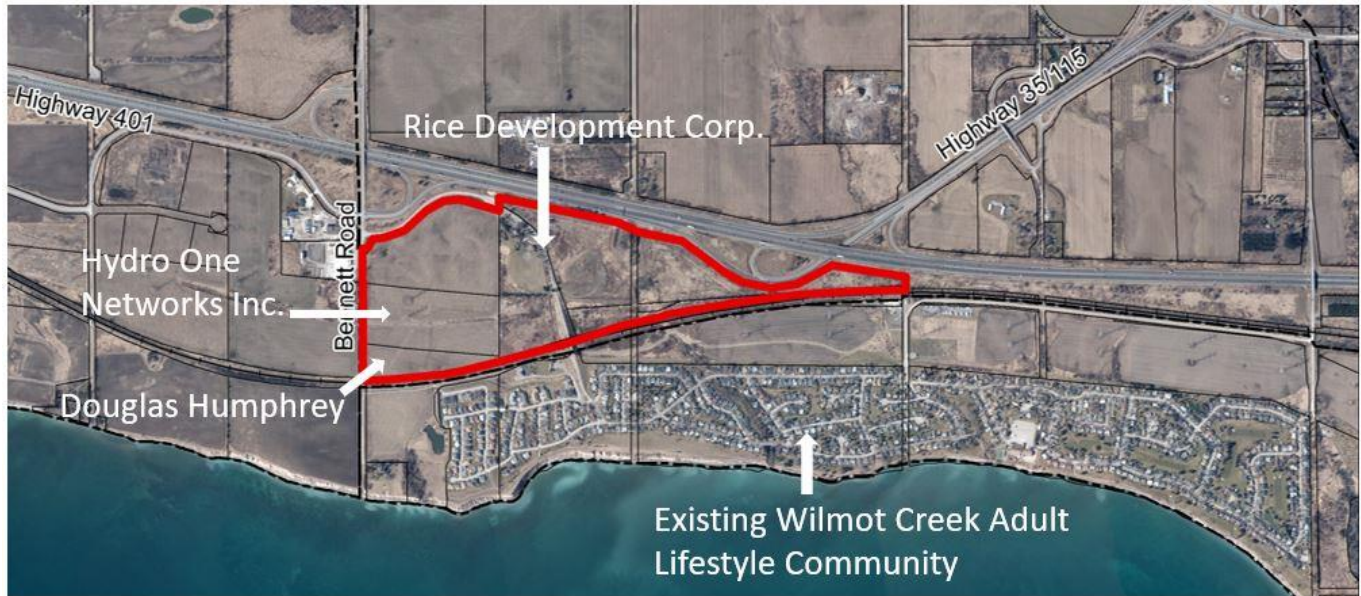 Highway 401
Rice Development Corp.
Highway 35/115
Bennett Road
Hydro One
Networks Inc.
Douglas Humphrey
Existing Wilmot Creek Adult
Lifestyle Community